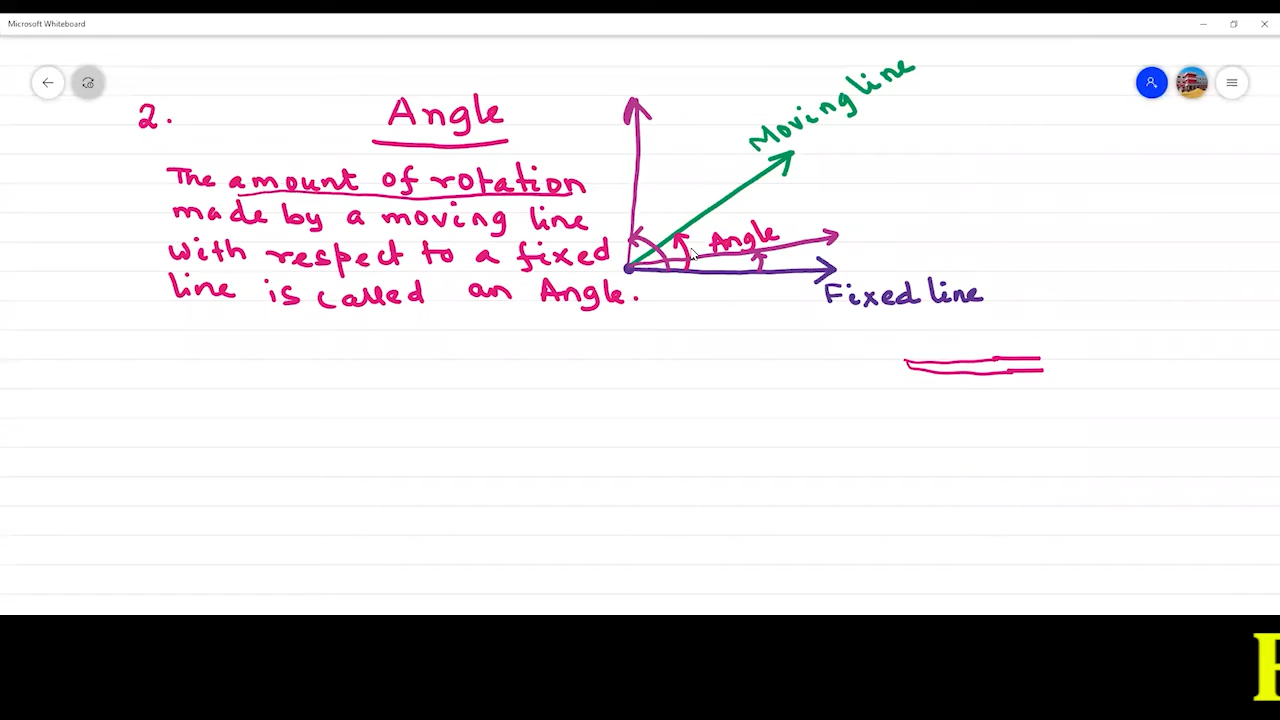 Microsoft Whiteboard
2.
Angle
The amount of rotation
made by a moving line
with respect to a fixed
line is called an Angle.
Moving line
Angle
Fixed line